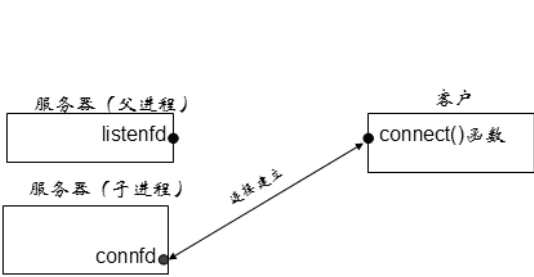 服务器（父进程）
listenfd
客户
connect()函数
服务器（子进程）
连接建立
connfd